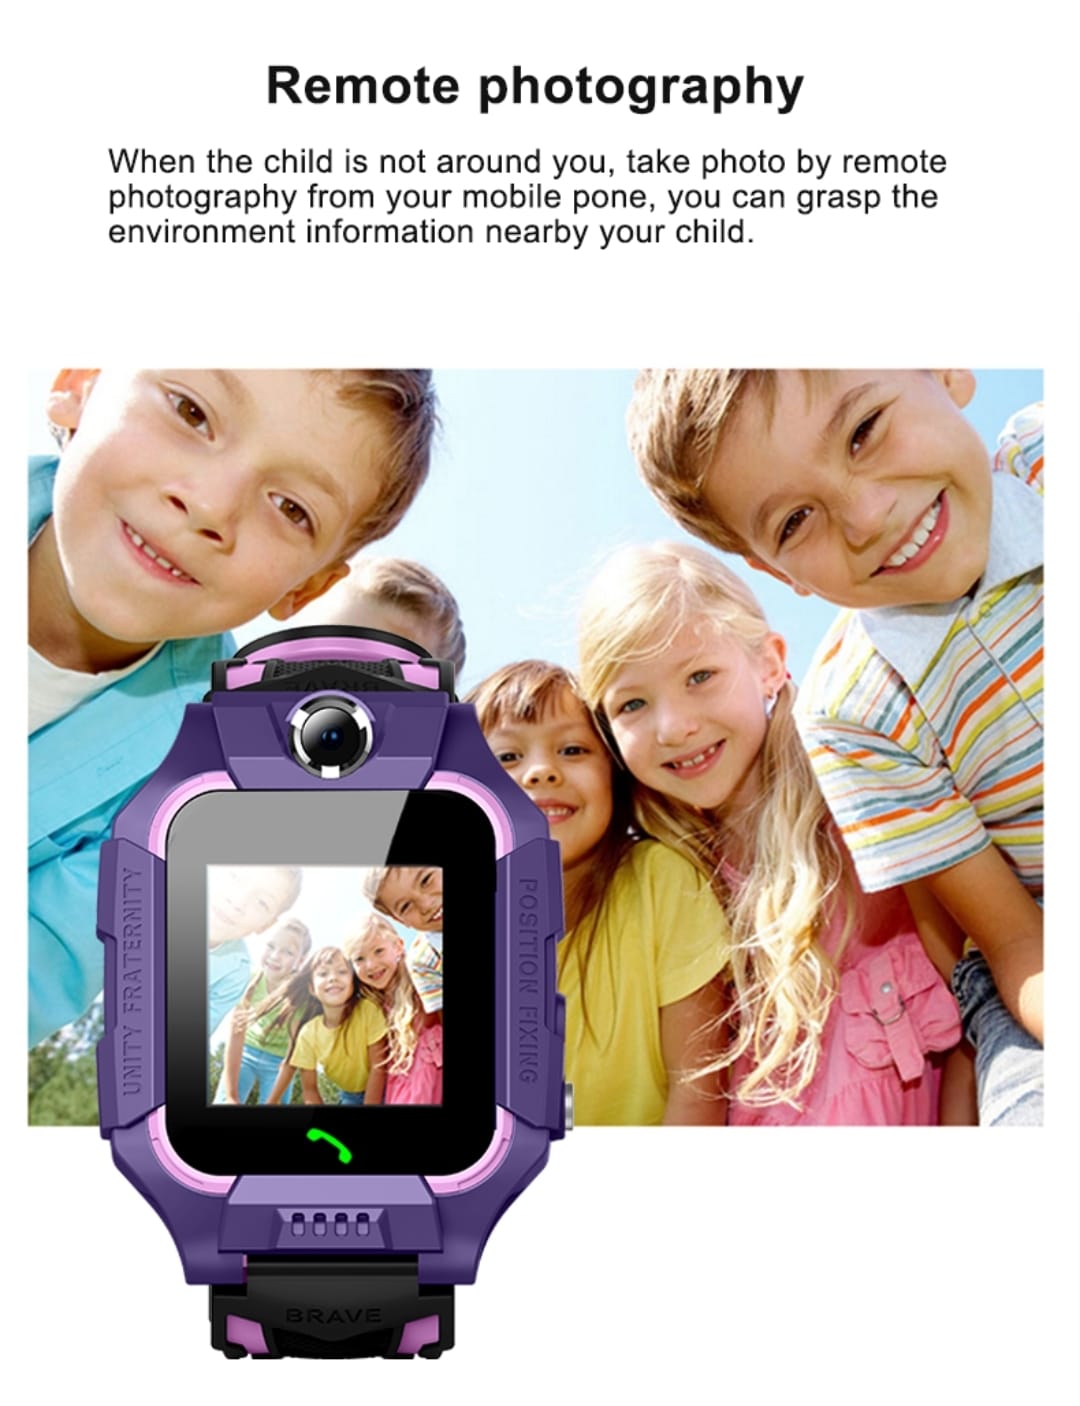 Remote photography
When the child is not around you, take photo by remote
photography from your mobile pone, you can grasp the
environment information nearby your child.
BRAVE
UNITY FRATERNITY
POSITION FIXING
BRAVE